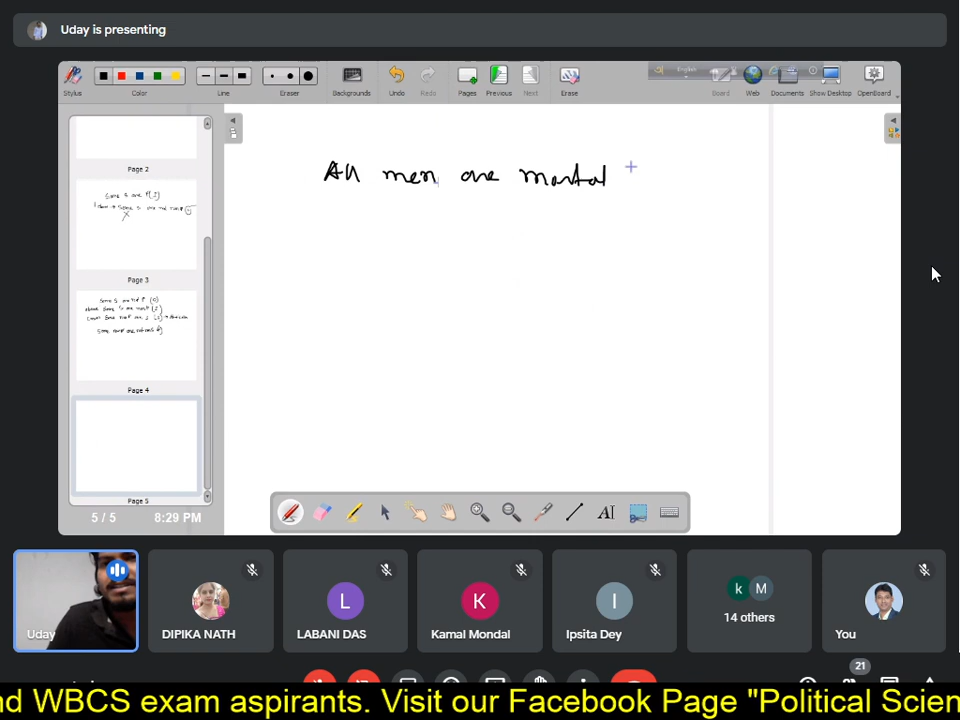 Uday is presenting
Stylus Color Line Eraser Backgrounds Undo Redo Pages Previous Next Erase Board Web Documents Show Desktop OpenBoard
English
All men are mortal
Page 2
Page 3
Page 4
Page 5
5 / 5 8:29 PM
Uday
DIPIKA NATH
L
LABANI DAS
K
Kamal Mondal
I
Ipsita Dey
k M
14 others
You
21
nd WBCS exam aspirants. Visit our Facebook Page "Political Scien